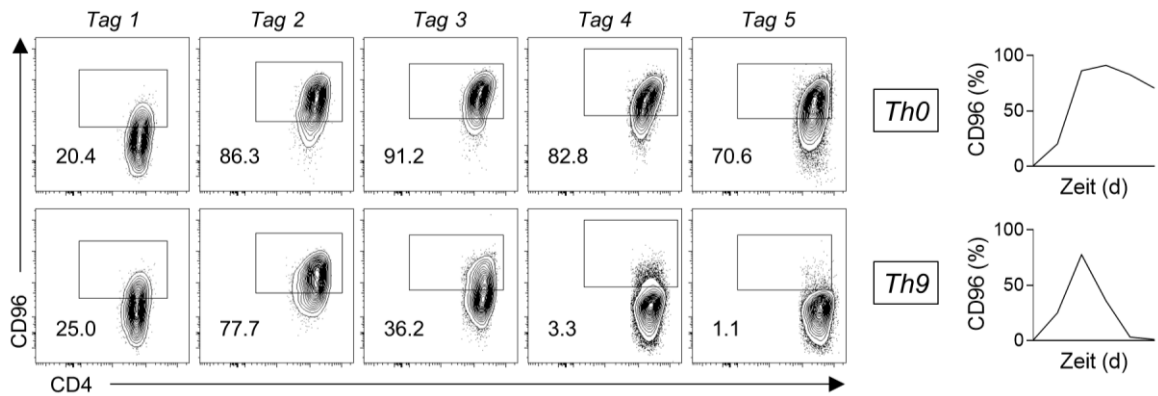 Tag 1 Tag 2 Tag 3 Tag 4 Tag 5
20.4 86.3 91.2 82.8 70.6
Th0
100
50
0
CD96 (%)
Zeit (d)
25.0 77.7 36.2 3.3 1.1
Th9
100
50
0
CD96 (%)
Zeit (d)
CD96
CD4